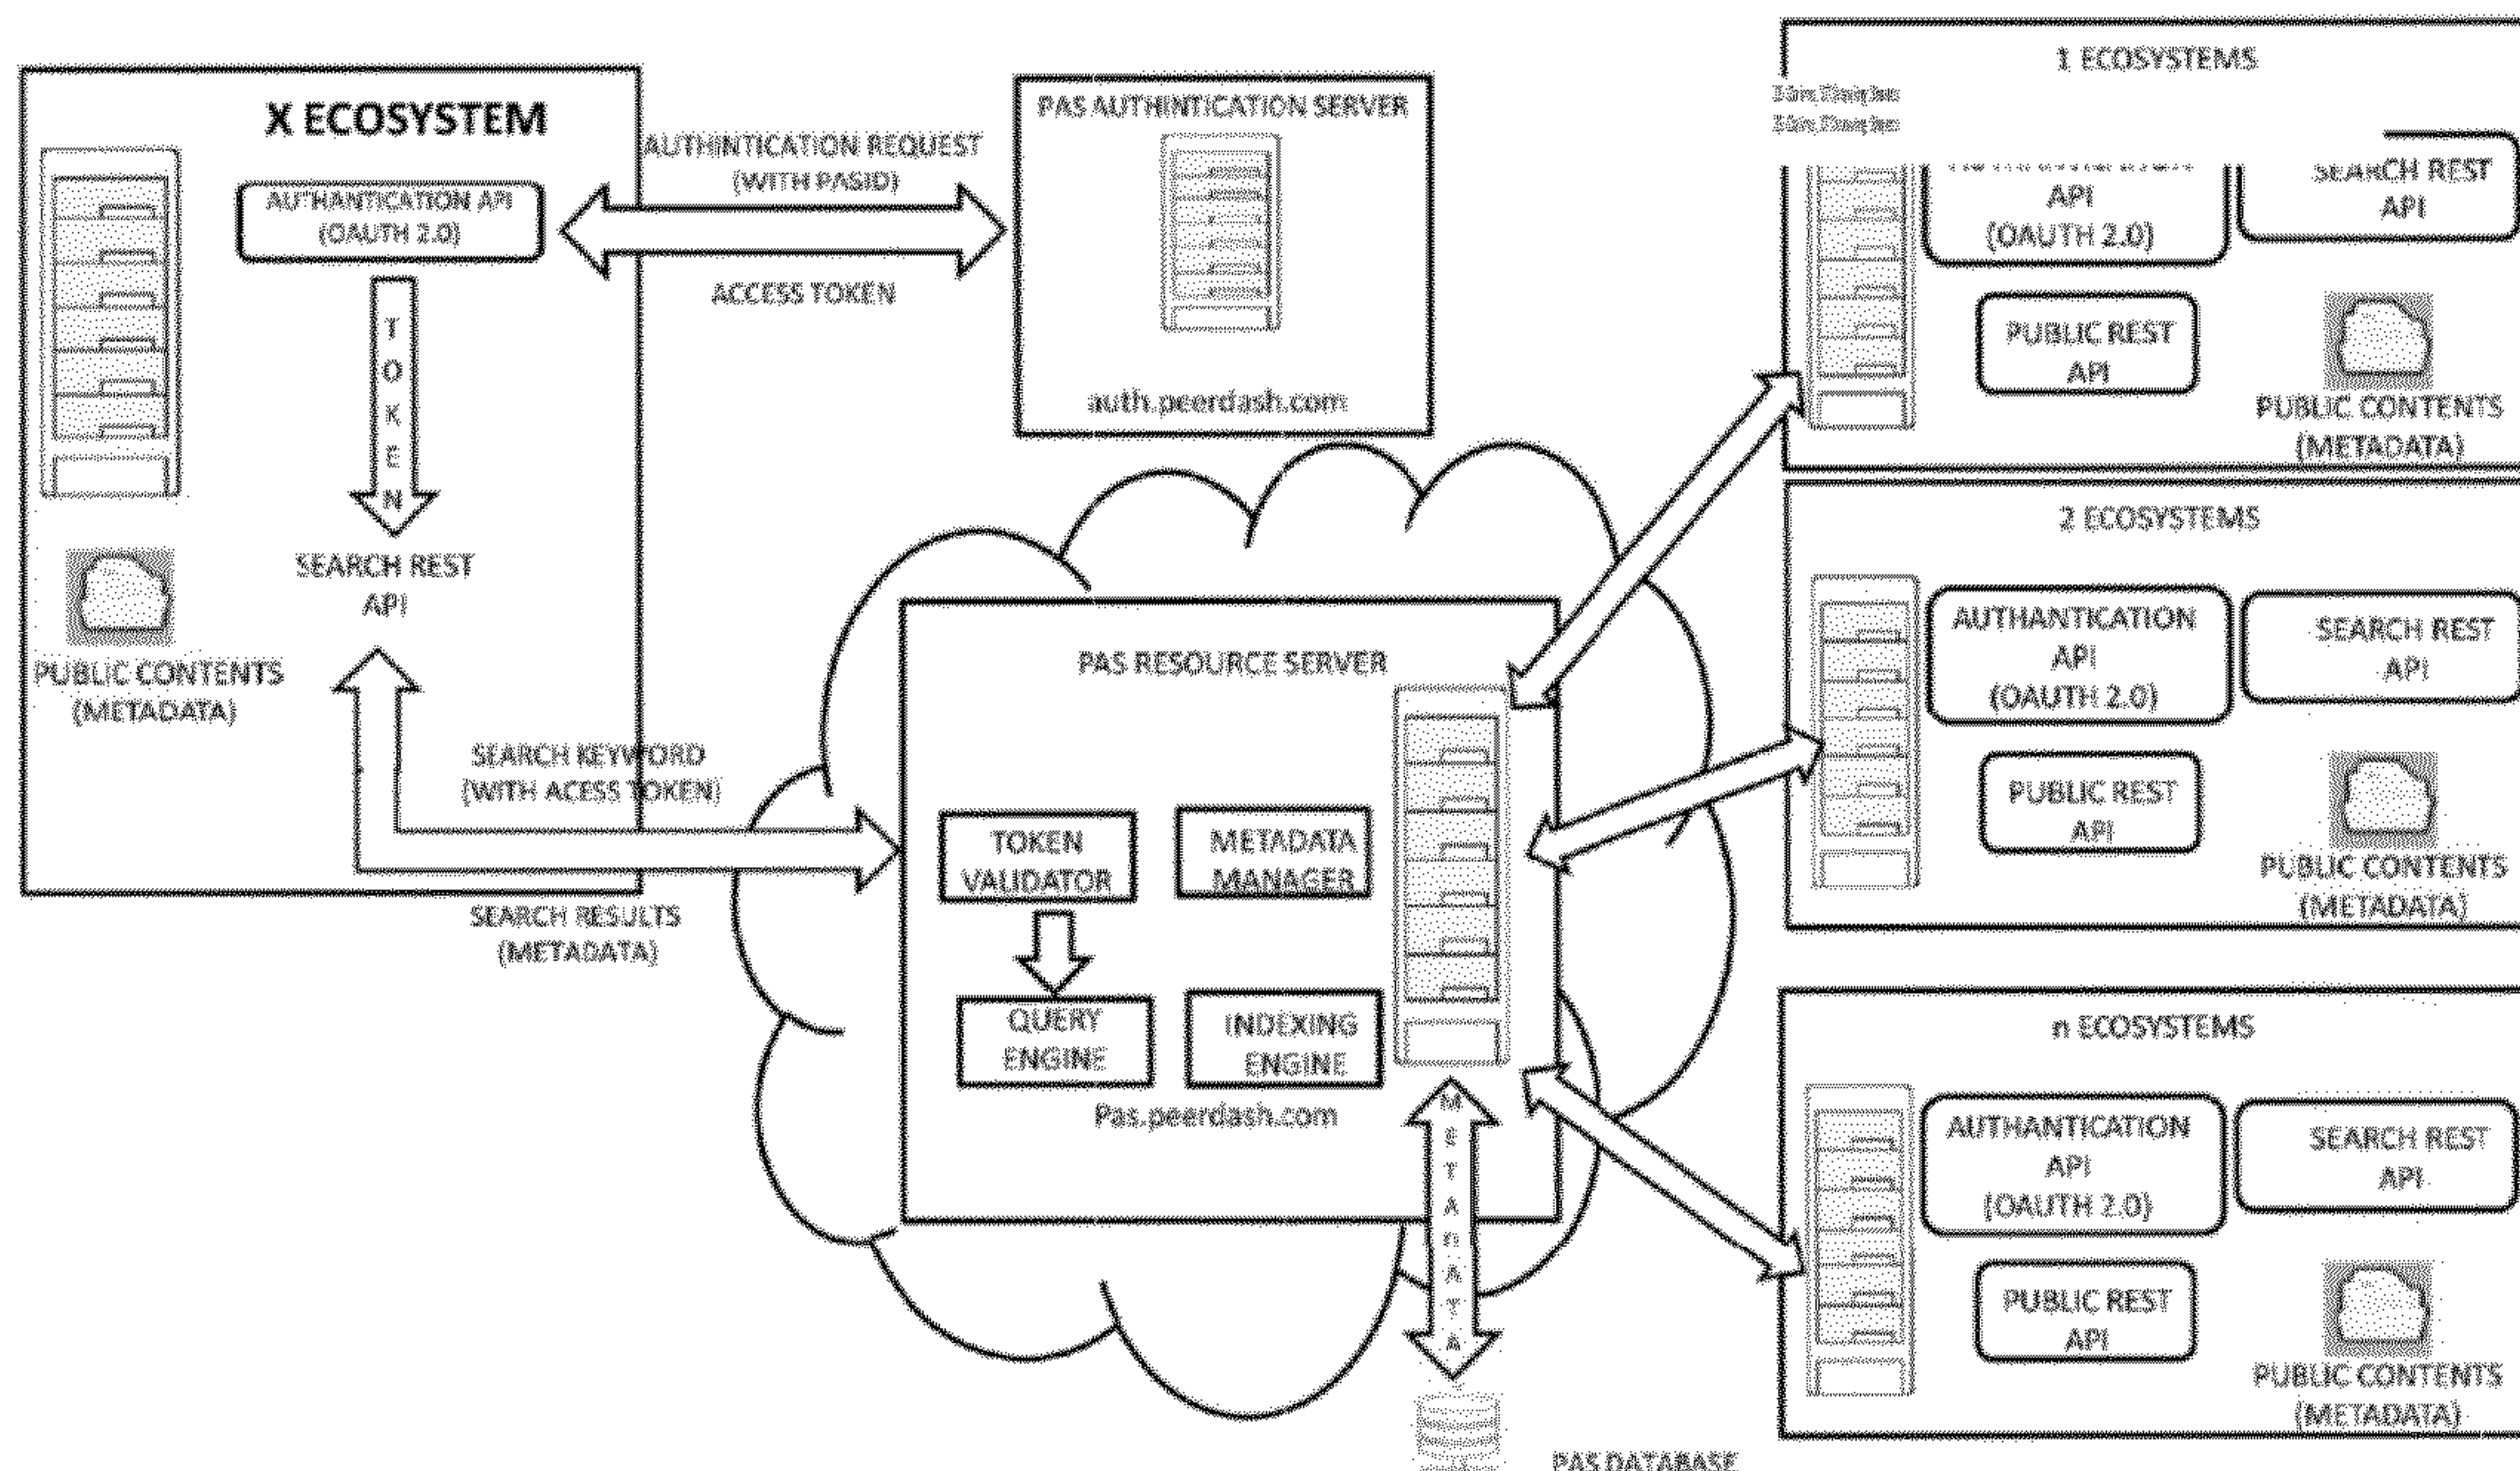 X ECOSYSTEM
AUTHANTICATION API
(OAUTH 2.0)
T
O
K
E
N
SEARCH REST
API
PUBLIC CONTENTS
(METADATA)
AUTHINTICATION REQUEST
(WITH PASID)
ACCESS TOKEN
SEARCH KEYWORD
(WITH ACESS TOKEN)
SEARCH RESULTS
(METADATA)
PAS AUTHINTICATION SERVER
auth.peerdash.com
PAS RESOURCE SERVER
TOKEN
VALIDATOR
METADATA
MANAGER
QUERY
ENGINE
INDEXING
ENGINE
Pas.peerdash.com
M
E
T
A
n
A
T
A
PAS DATABASE
1 ECOSYSTEMS
API
(OAUTH 2.0)
SEARCH REST
API
PUBLIC REST
API
PUBLIC CONTENTS
(METADATA)
2 ECOSYSTEMS
AUTHANTICATION
API
(OAUTH 2.0)
SEARCH REST
API
PUBLIC REST
API
PUBLIC CONTENTS
(METADATA)
n ECOSYSTEMS
AUTHANTICATION
API
(OAUTH 2.0)
SEARCH REST
API
PUBLIC REST
API
PUBLIC CONTENTS
(METADATA)